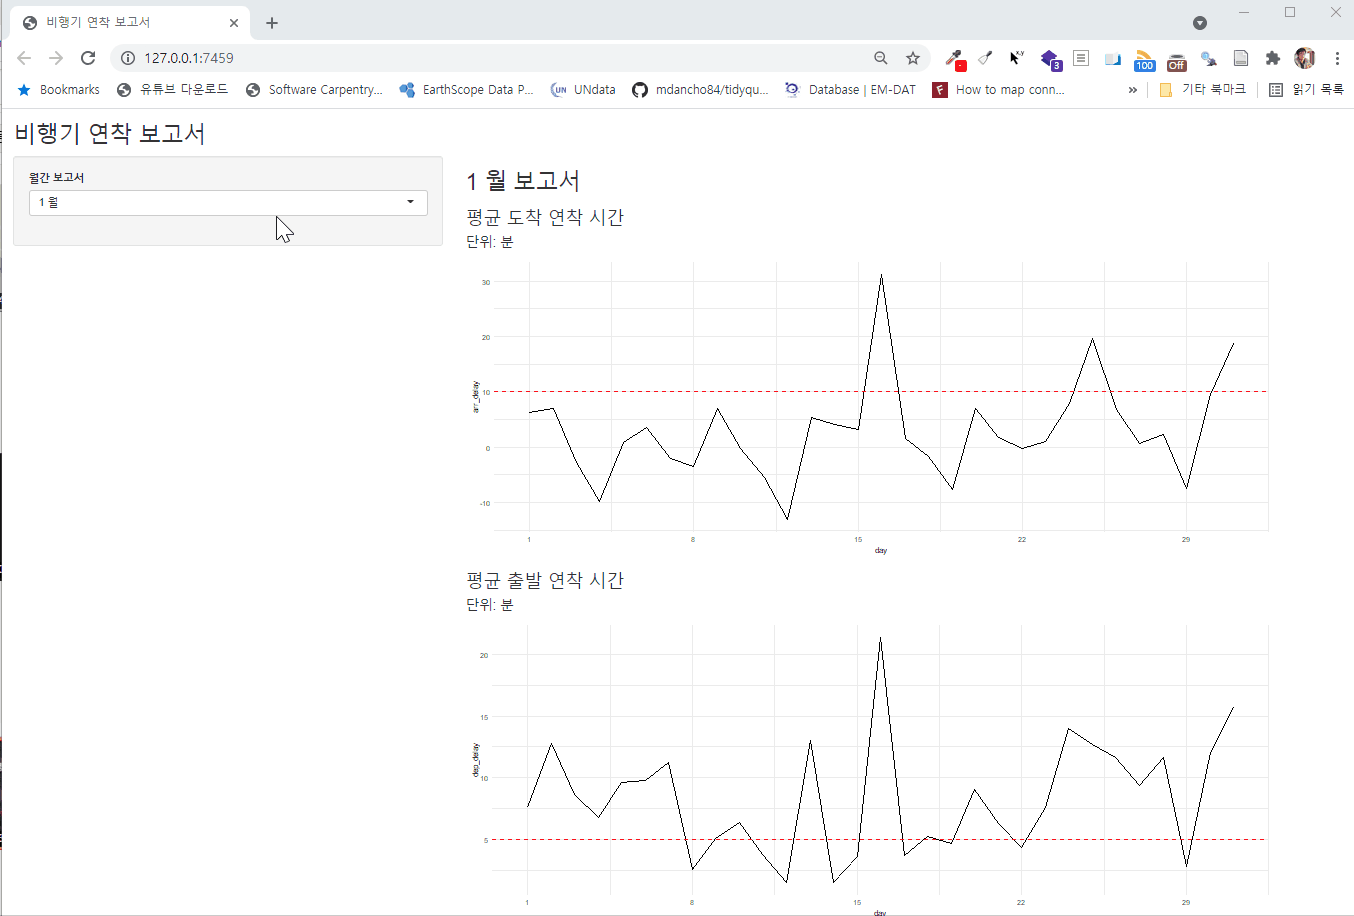 비행기 연착 보고서
127.0.0.1:7459
x,y
3
100
Off
Bookmarks
유튜브 다운로드
Software Carpentry...
EarthScope Data P...
UN
UNdata
mdancho84/tidyqu...
Database | EM-DAT
F
How to map conn...
»
기타 북마크
읽기 목록
비행기 연착 보고서
월간 보고서
1 월
1 월 보고서
평균 도착 연착 시간
단위: 분
30
20
10
0
-10
arr_delay
1 8 15 22 29
day
평균 출발 연착 시간
단위: 분
20
15
10
5
dep_delay
1 8 15 22 29
day